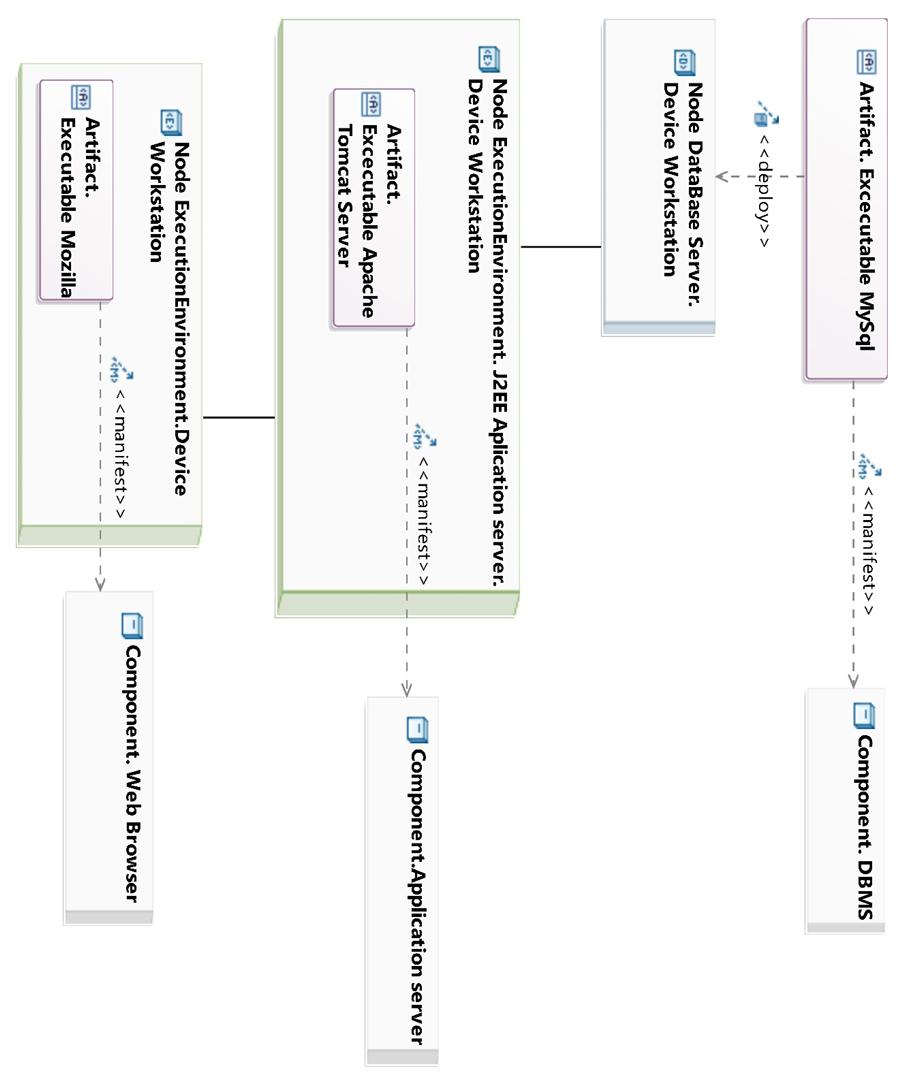 Artifact. Excecutable MySql
<<manifest>>
Component. DBMS
<<deploy>>
Node DataBase Server.
Device Workstation
Node ExecutionEnvironment. J2EE Aplication server.
Device Workstation
Artifact.
Excecutable Apache
Tomcat Server
<<manifest>>
Component.Application server
Node ExecutionEnvironment.Device
Workstation
Artifact.
Executable Mozilla
<<manifest>>
Component. Web Browser